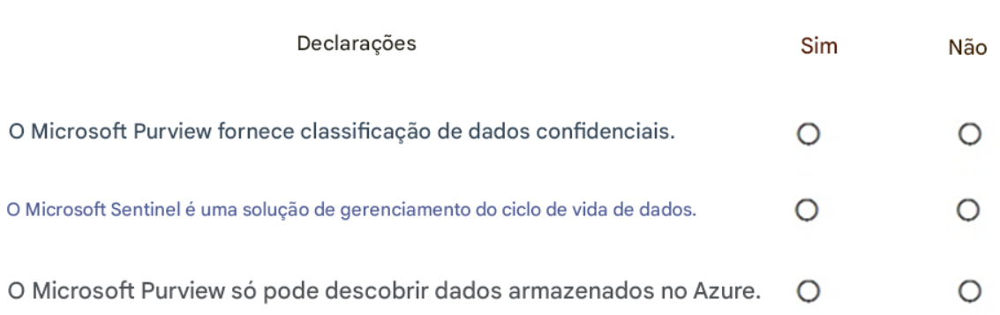 Declarações Sim Não
O Microsoft Purview fornece classificação de dados confidenciais.
O Microsoft Sentinel é uma solução de gerenciamento do ciclo de vida de dados.
O Microsoft Purview só pode descobrir dados armazenados no Azure.